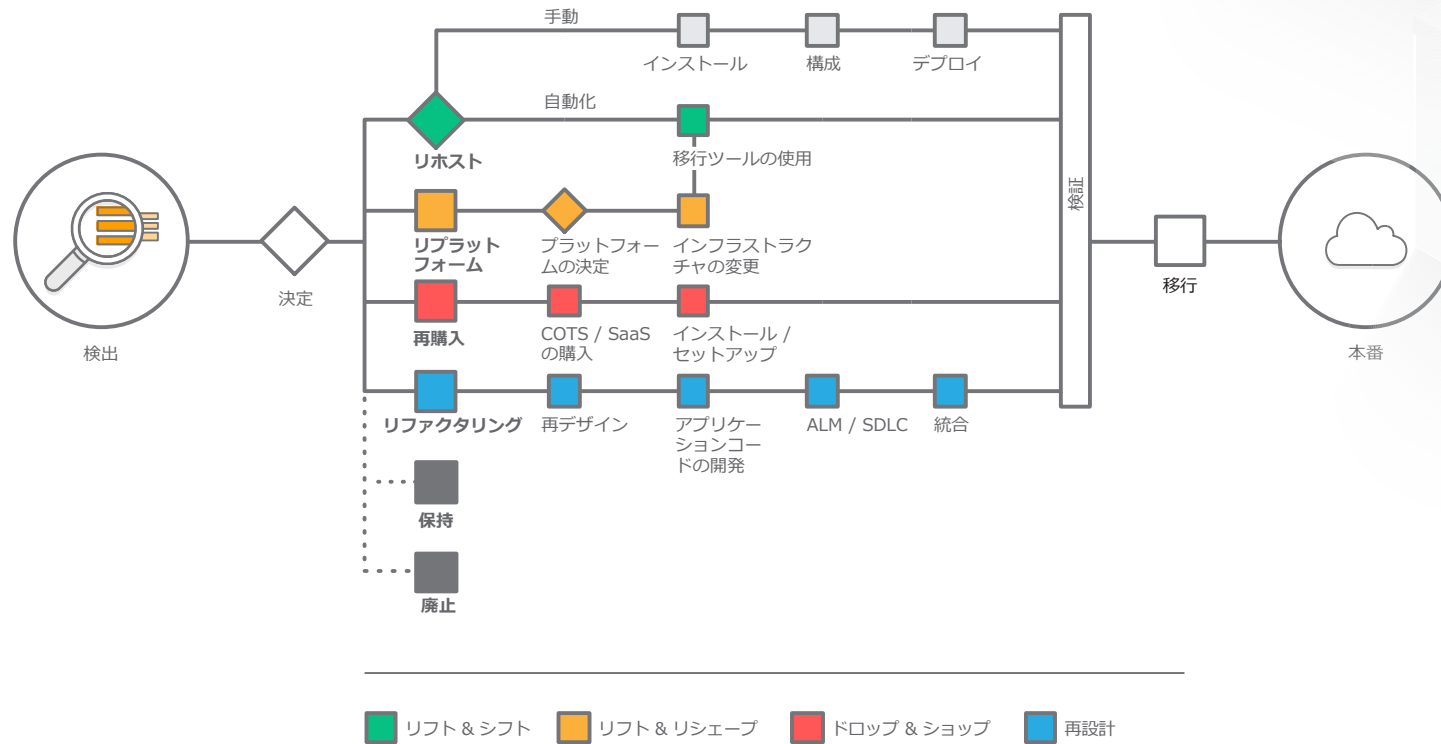 手動
インストール
構成
デプロイ
自動化
リホスト
移行ツールの使用
検証
リプラット
フォーム
プラットフォー
ムの決定
インフラストラク
チャの変更
決定
移行
検出
本番
再購入
COTS / SaaS
の購入
インストール /
セットアップ
リファクタリング
再デザイン
アプリケー
ションコー
ドの開発
ALM / SDLC
統合
保持
廃止
リフト & シフト
リフト & リシェープ
ドロップ & ショップ
再設計